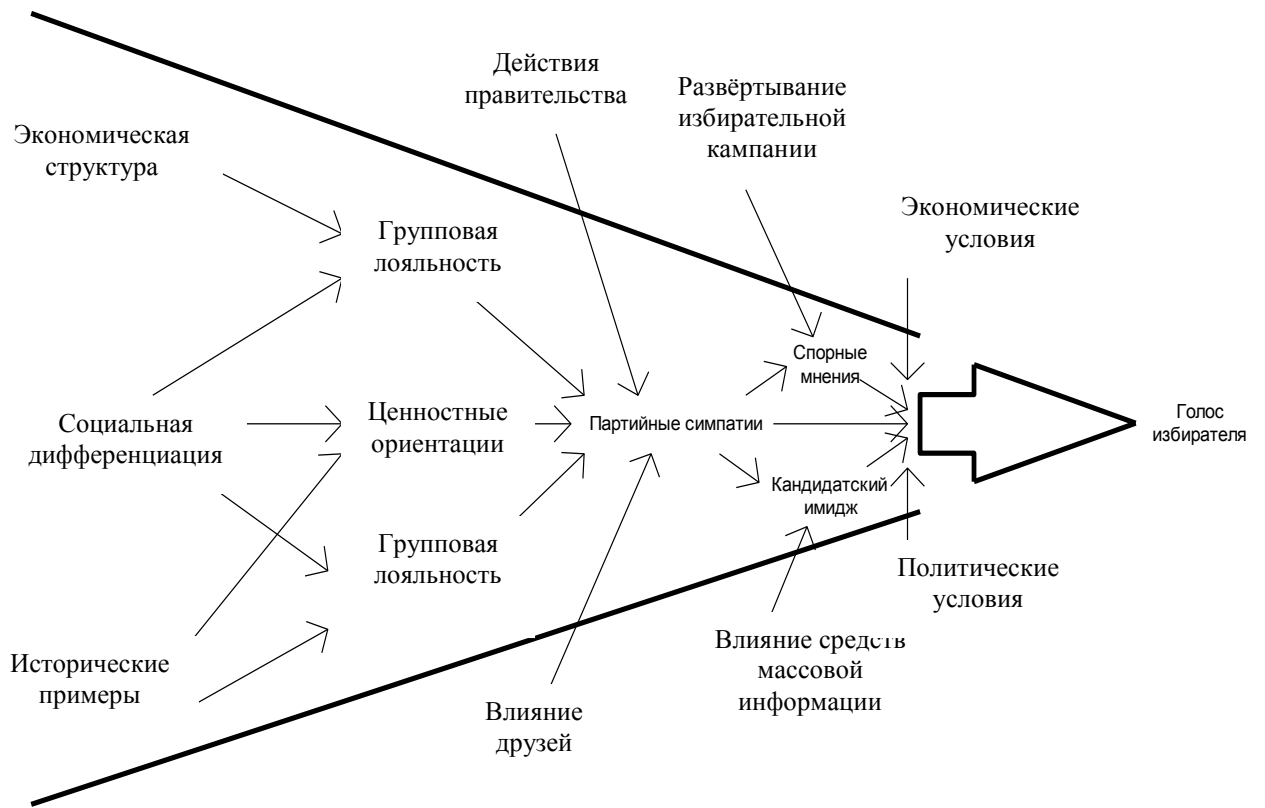 Действия
правительства
Развёртывание
избирательной
кампании
Экономическая
структура
Экономические
условия
Групповая
лояльность
Спорные
мнения
Социальная
дифференциация
Ценностные
ориентации
Партийные симпатии
Голос
избирателя
Кандидатский
имидж
Групповая
лояльность
Политические
условия
Исторические
примеры
Влияние средств
массовой
информации
Влияние
друзей